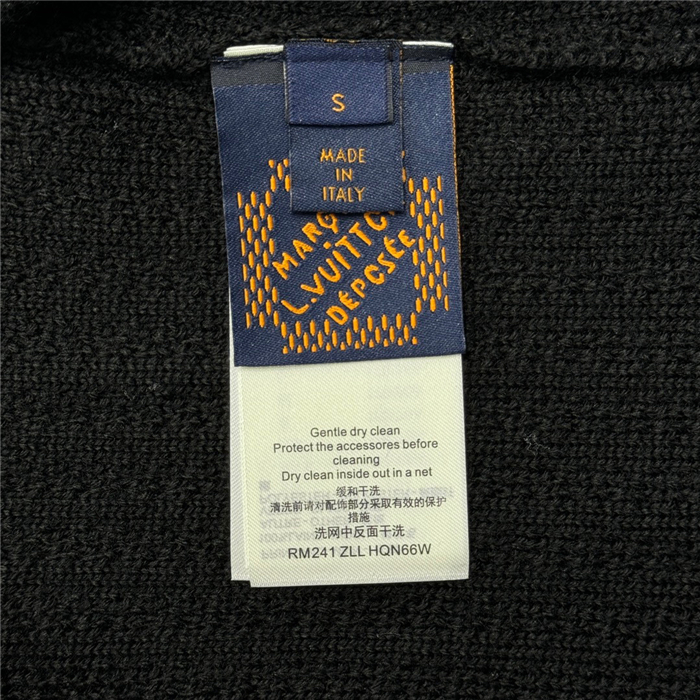 S
MADE
IN
ITALY
L.VUITTO
DÉPOSÉE
Gentle dry clean
Protect the accessores before
cleaning
Dry clean inside out in a net
缓和干洗
清洗前请对配饰部分采取有效的保护
措施
洗网中反面干洗
RM241 ZLL HQN66W